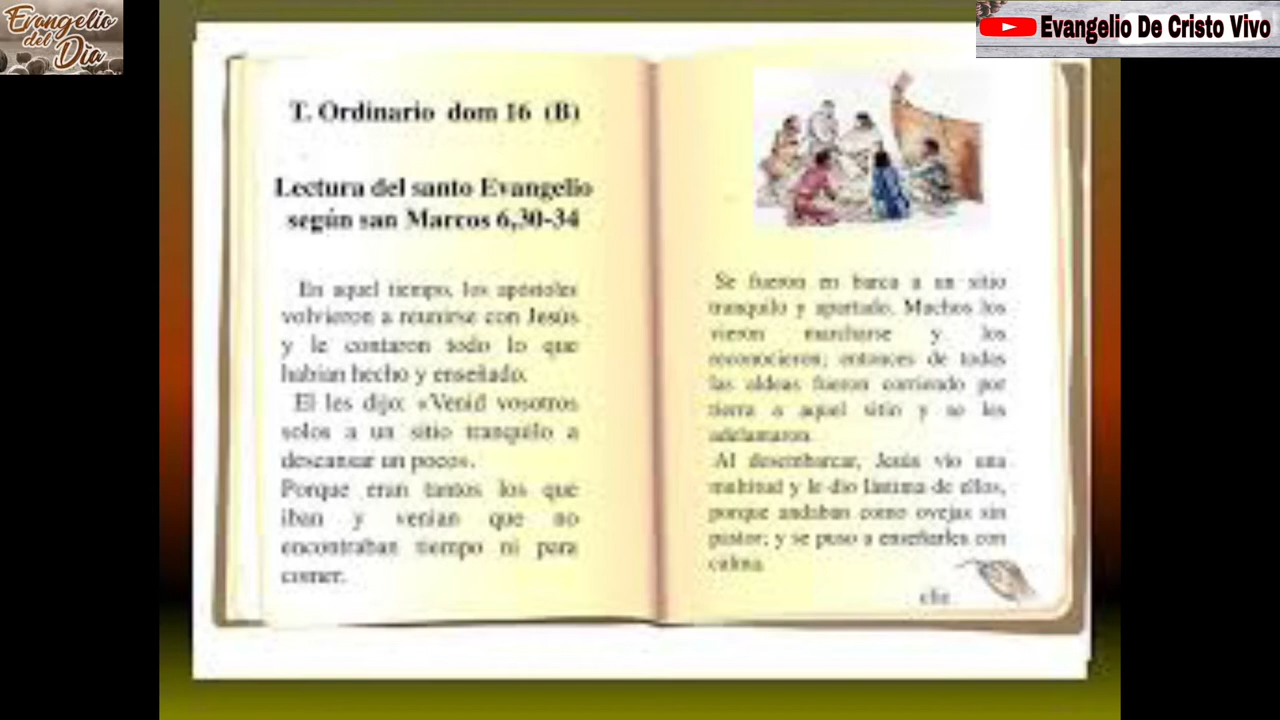 Evangelio
del
Día
Evangelio De Cristo Vivo
T. Ordinario dom 16 (B)
Lectura del santo Evangelio
según san Marcos 6,30-34
En aquel tiempo, los apóstoles
volvieron a reunirse con Jesús
y le contaron todo lo que
habían hecho y enseñado.
El les dijo: «Venid vosotros
solos a un sitio tranquilo a
descansar un poco».
Porque eran tantos los que
iban y venían que no
encontraban tiempo ni para
comer.
Se fueron en barca a un sitio
tranquilo y apartado. Muchos los
vieron marcharse y los
reconocieron; entonces de todas
las aldeas fueron corriendo por
tierra a aquel sitio y se les
adelantaron.
Al desembarcar, Jesús vio una
multitud y le dio lástima de ellos,
porque andaban como ovejas sin
pastor; y se puso a enseñarles con
calma.